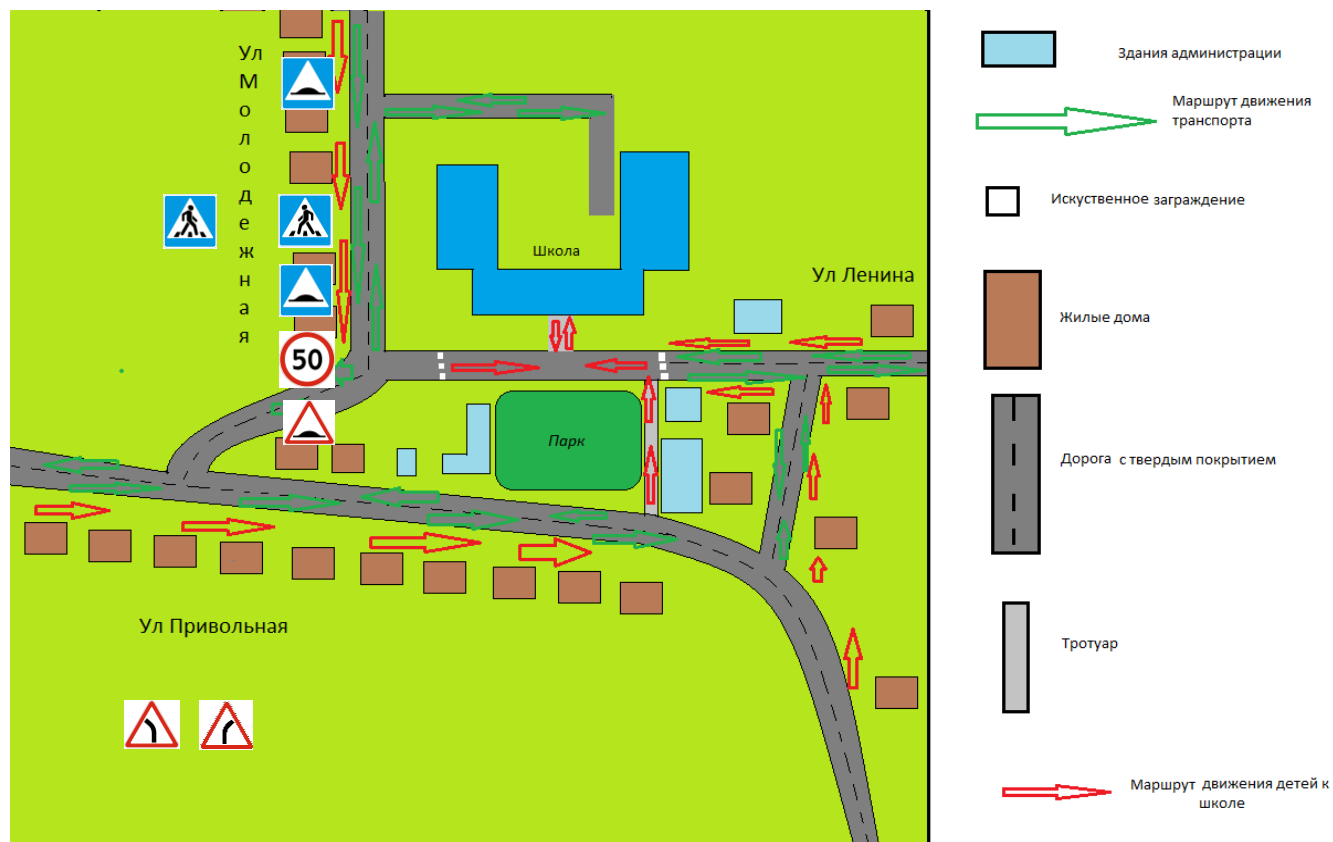 Ул
М
о
л
о
д
е
ж
н
а
я
50
Школа
Ул Ленина
Парк
Ул Привольная
Здания администрации
Маршрут движения
транспорта
Искуственное заграждение
Жилые дома
Дорога с твердым покрытием
Тротуар
Маршрут движения детей к
школе